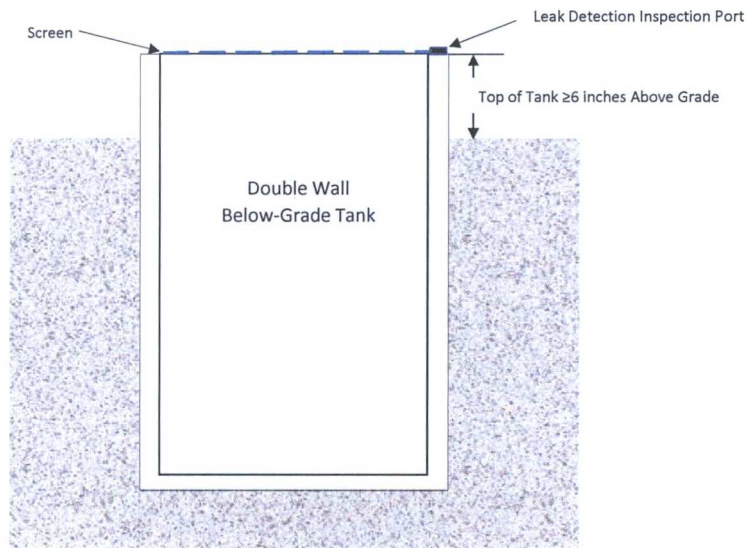 Leak Detection Inspection Port
Screen
Top of Tank ≥6 inches Above Grade
Double Wall
Below-Grade Tank